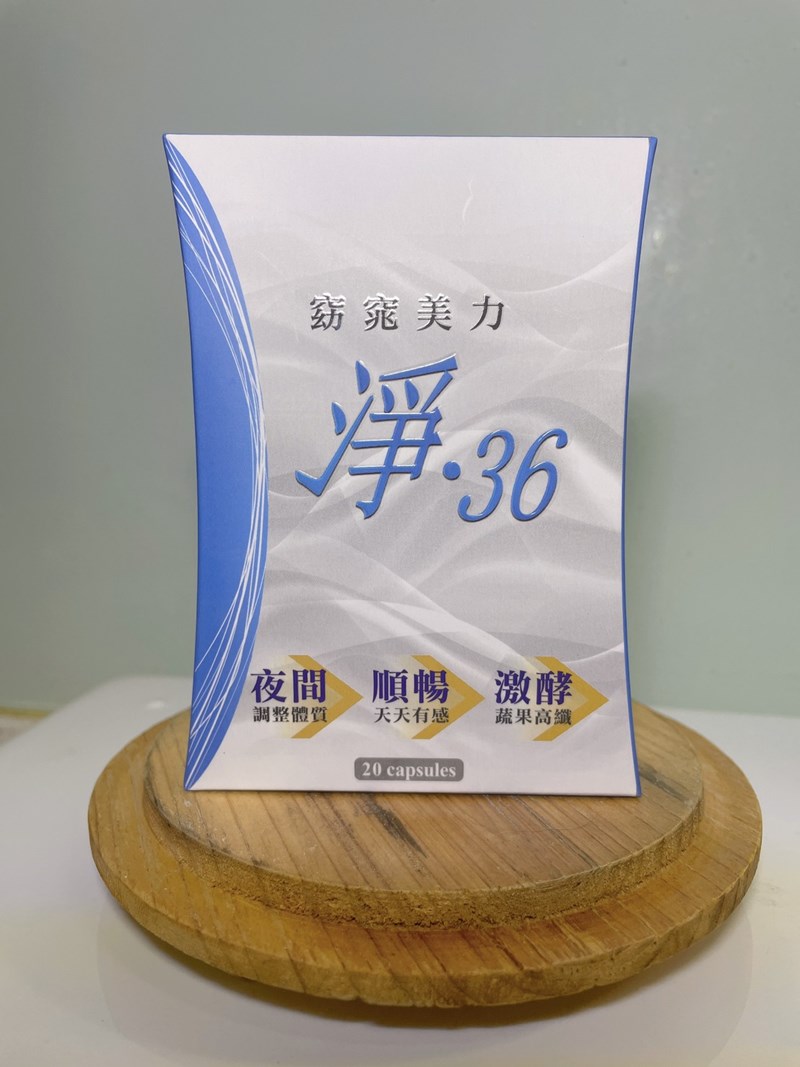 窈窕美力
淨·36
夜間 順暢 激酵
調整體質 天天有感 蔬果高纖
20 capsules